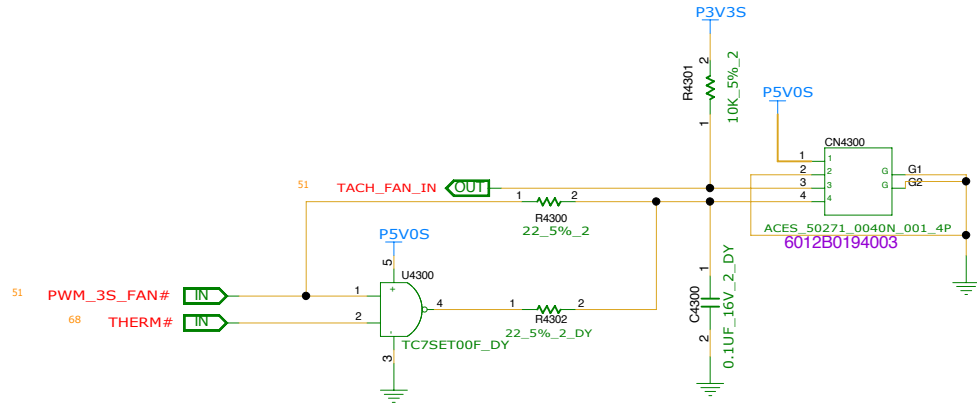 P3V3S
2
R4301
10K_5%_2
1
P5V0S
CN4300
1
1
2
2
3
3
4
4
G
G
G1
G2
ACES_50271_0040N_001_4P
6012B0194003
51
TACH_FAN_IN
OUT
1
2
R4300
22_5%_2
P5V0S
5
U4300
51
PWM_3S_FAN#
IN
1
+
68
THERM#
IN
2
-
4
TC7SET00F_DY
3
1
2
R4302
22_5%_2_DY
1
C4300
2
0.1UF_16V_2_DY